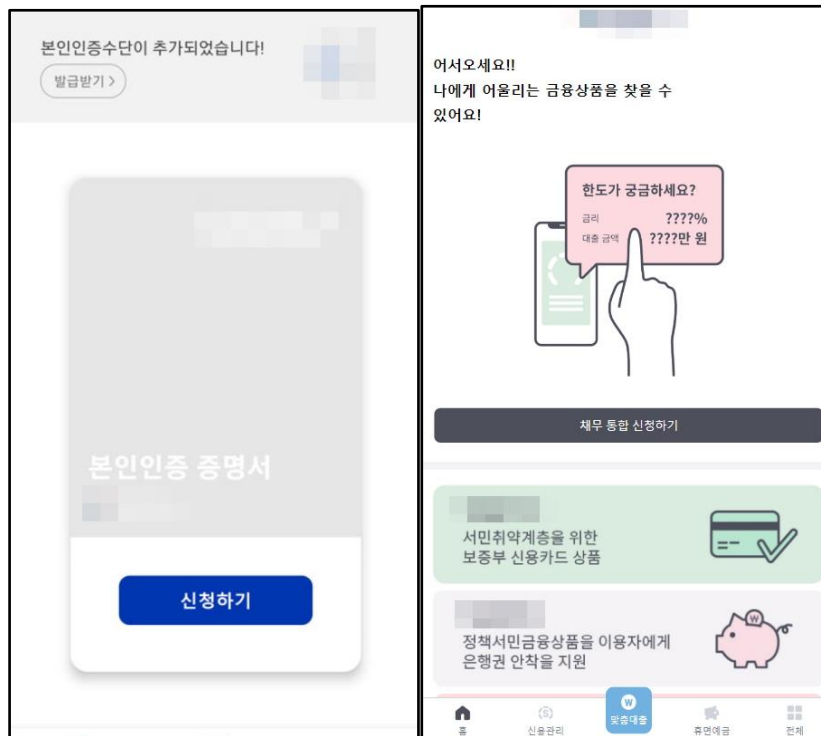 본인인증수단이 추가되었습니다!
발급받기 >
본인인증 증명서
신청하기
어서오세요!!
나에게 어울리는 금융상품을 찾을 수
있어요!
한도가 궁금하세요?
금리 ????%
대출 금액 ????만 원
채무 통합 신청하기
서민취약계층을 위한
보증부 신용카드 상품
정책서민금융상품을 이용자에게
은행권 안착을 지원
홈
신용관리
맞춤대출
휴면예금
전체